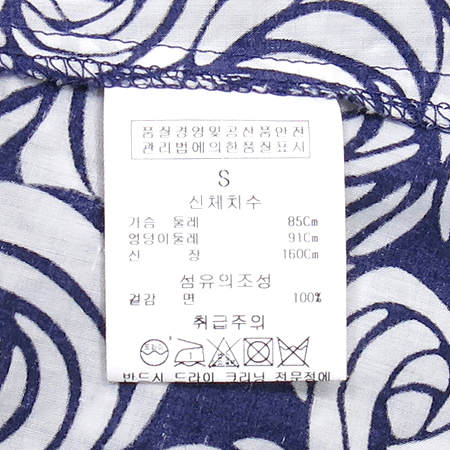 품질경영및공산품안전
관리법에의한품질표시
S
신체치수
가슴 둘레 85Cm
엉덩이둘레 91Cm
신 장 160Cm
섬유의조성
겉감 면 100%
취급주의
드라이
반드시 드라이 크리닝 전문점에